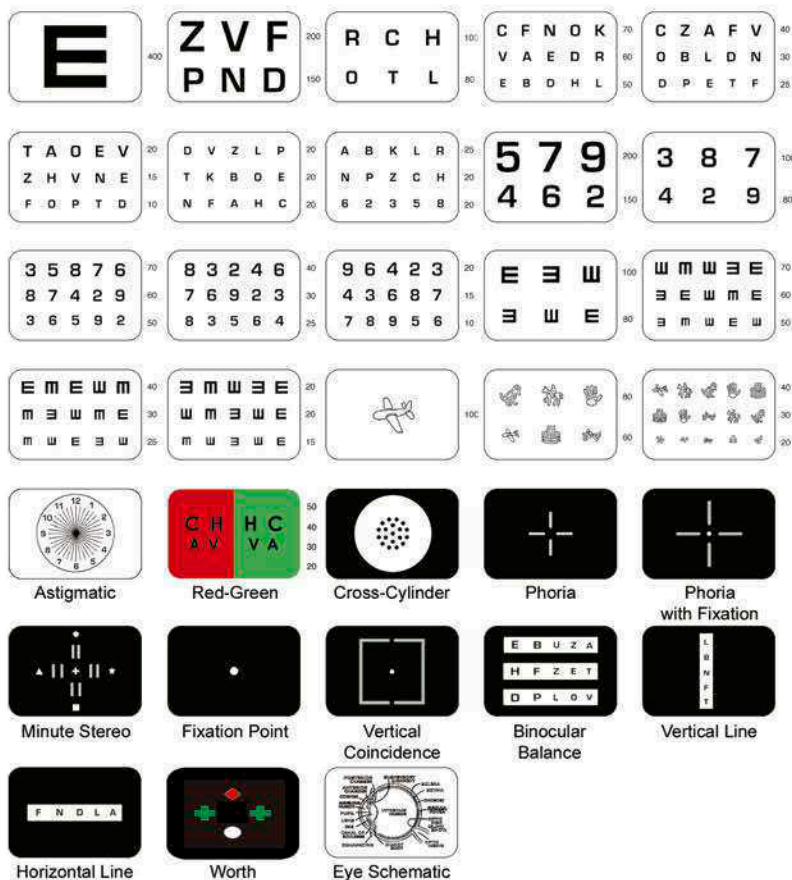 E 400
Z V F 200
P N D 150
R C H 100
O T L 80
C F N O K 70
V A E D R 60
E B D H L 50
C Z A F V 40
O B L D N 30
D P E T F 25
T A O E V 20
Z H V N E 15
F O P T D 10
D V Z L P 20
T K B O E 20
N F A H C 20
A B K L R 25
N P Z C H 20
6 2 3 5 8 20
5 7 9 200
4 6 2 150
3 8 7 100
4 2 9 80
3 5 8 7 6 70
8 7 4 2 9 60
3 6 5 9 2 50
8 3 2 4 6 40
7 6 9 2 3 30
8 3 5 6 4 25
9 6 4 2 3 20
4 3 6 8 7 15
7 8 9 5 6 10
100
80
70
60
50
40
30
25
20
20
15
100
80
60
40
30
20
12
11 1
10 2
9 3
8 4
7 5
6
Astigmatic
C H H C 50
40
A V V A 30
20
Red-Green
Cross-Cylinder
Phoria
Phoria
with Fixation
Minute Stereo
Fixation Point
Vertical
Coincidence
E B U Z A
H F Z E T
D P L O V
Binocular
Balance
L
B
N
F
T
Vertical Line
F N D L A
Horizontal Line
Worth
SCLERA
PUPIL
LENS
Eye Schematic